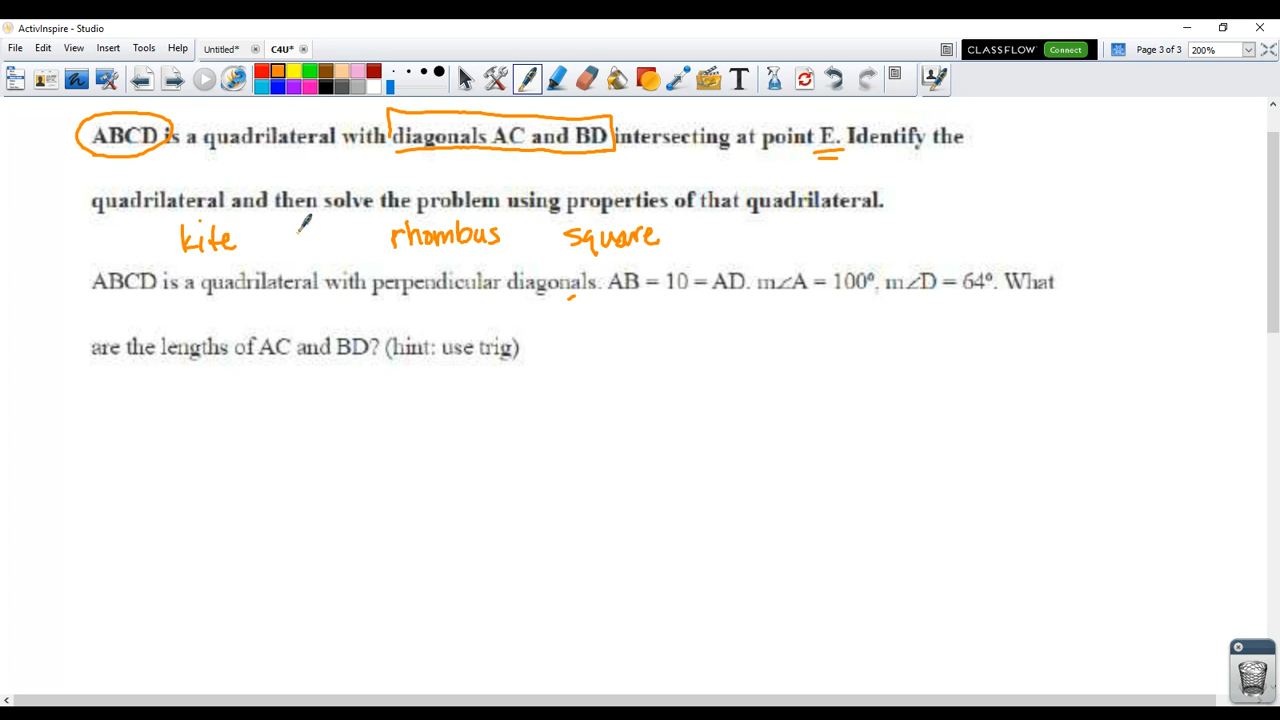 ActivInspire - Studio
File Edit View Insert Tools Help Untitled* C4U* CLASSFLOW Connect Page 3 of 3 200%
ABCD is a quadrilateral with diagonals AC and BD intersecting at point E. Identify the
quadrilateral and then solve the problem using properties of that quadrilateral.
kite rhombus square
ABCD is a quadrilateral with perpendicular diagonals. AB = 10 = AD. m∠A = 100º, m∠D = 64º. What
are the lengths of AC and BD? (hint: use trig)